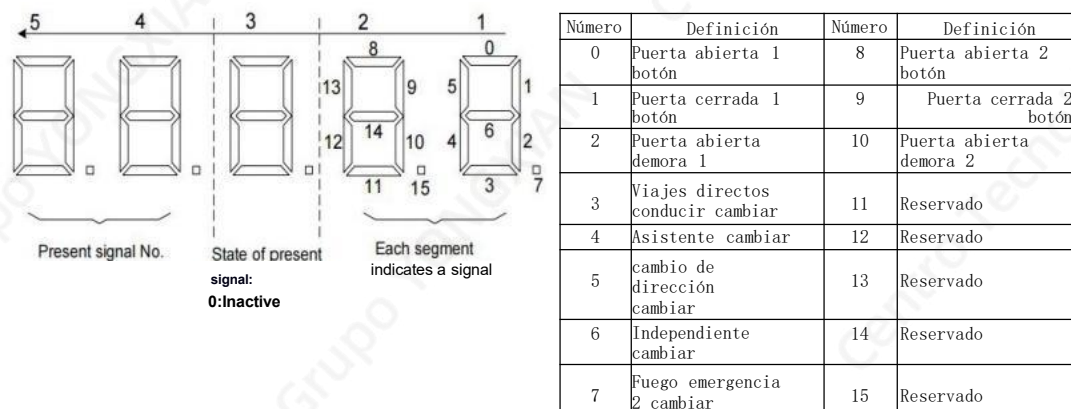 5 4 3 2 1
8 0
13 9 5 1
14 6
12 10 4 2
11 15 3 7
Present signal No.
State of present
signal:
0:Inactive
Each segment
indicates a signal
Número Definición Número Definición
0 Puerta abierta 1 botón 8 Puerta abierta 2 botón
1 Puerta cerrada 1 botón 9 Puerta cerrada 2 botón
2 Puerta abierta demora 1 10 Puerta abierta demora 2
3 Viajes directos conducir cambiar 11 Reservado
4 Asistente cambiar 12 Reservado
5 cambio de dirección cambiar 13 Reservado
6 Independiente cambiar 14 Reservado
7 Fuego emergencia 2 cambiar 15 Reservado